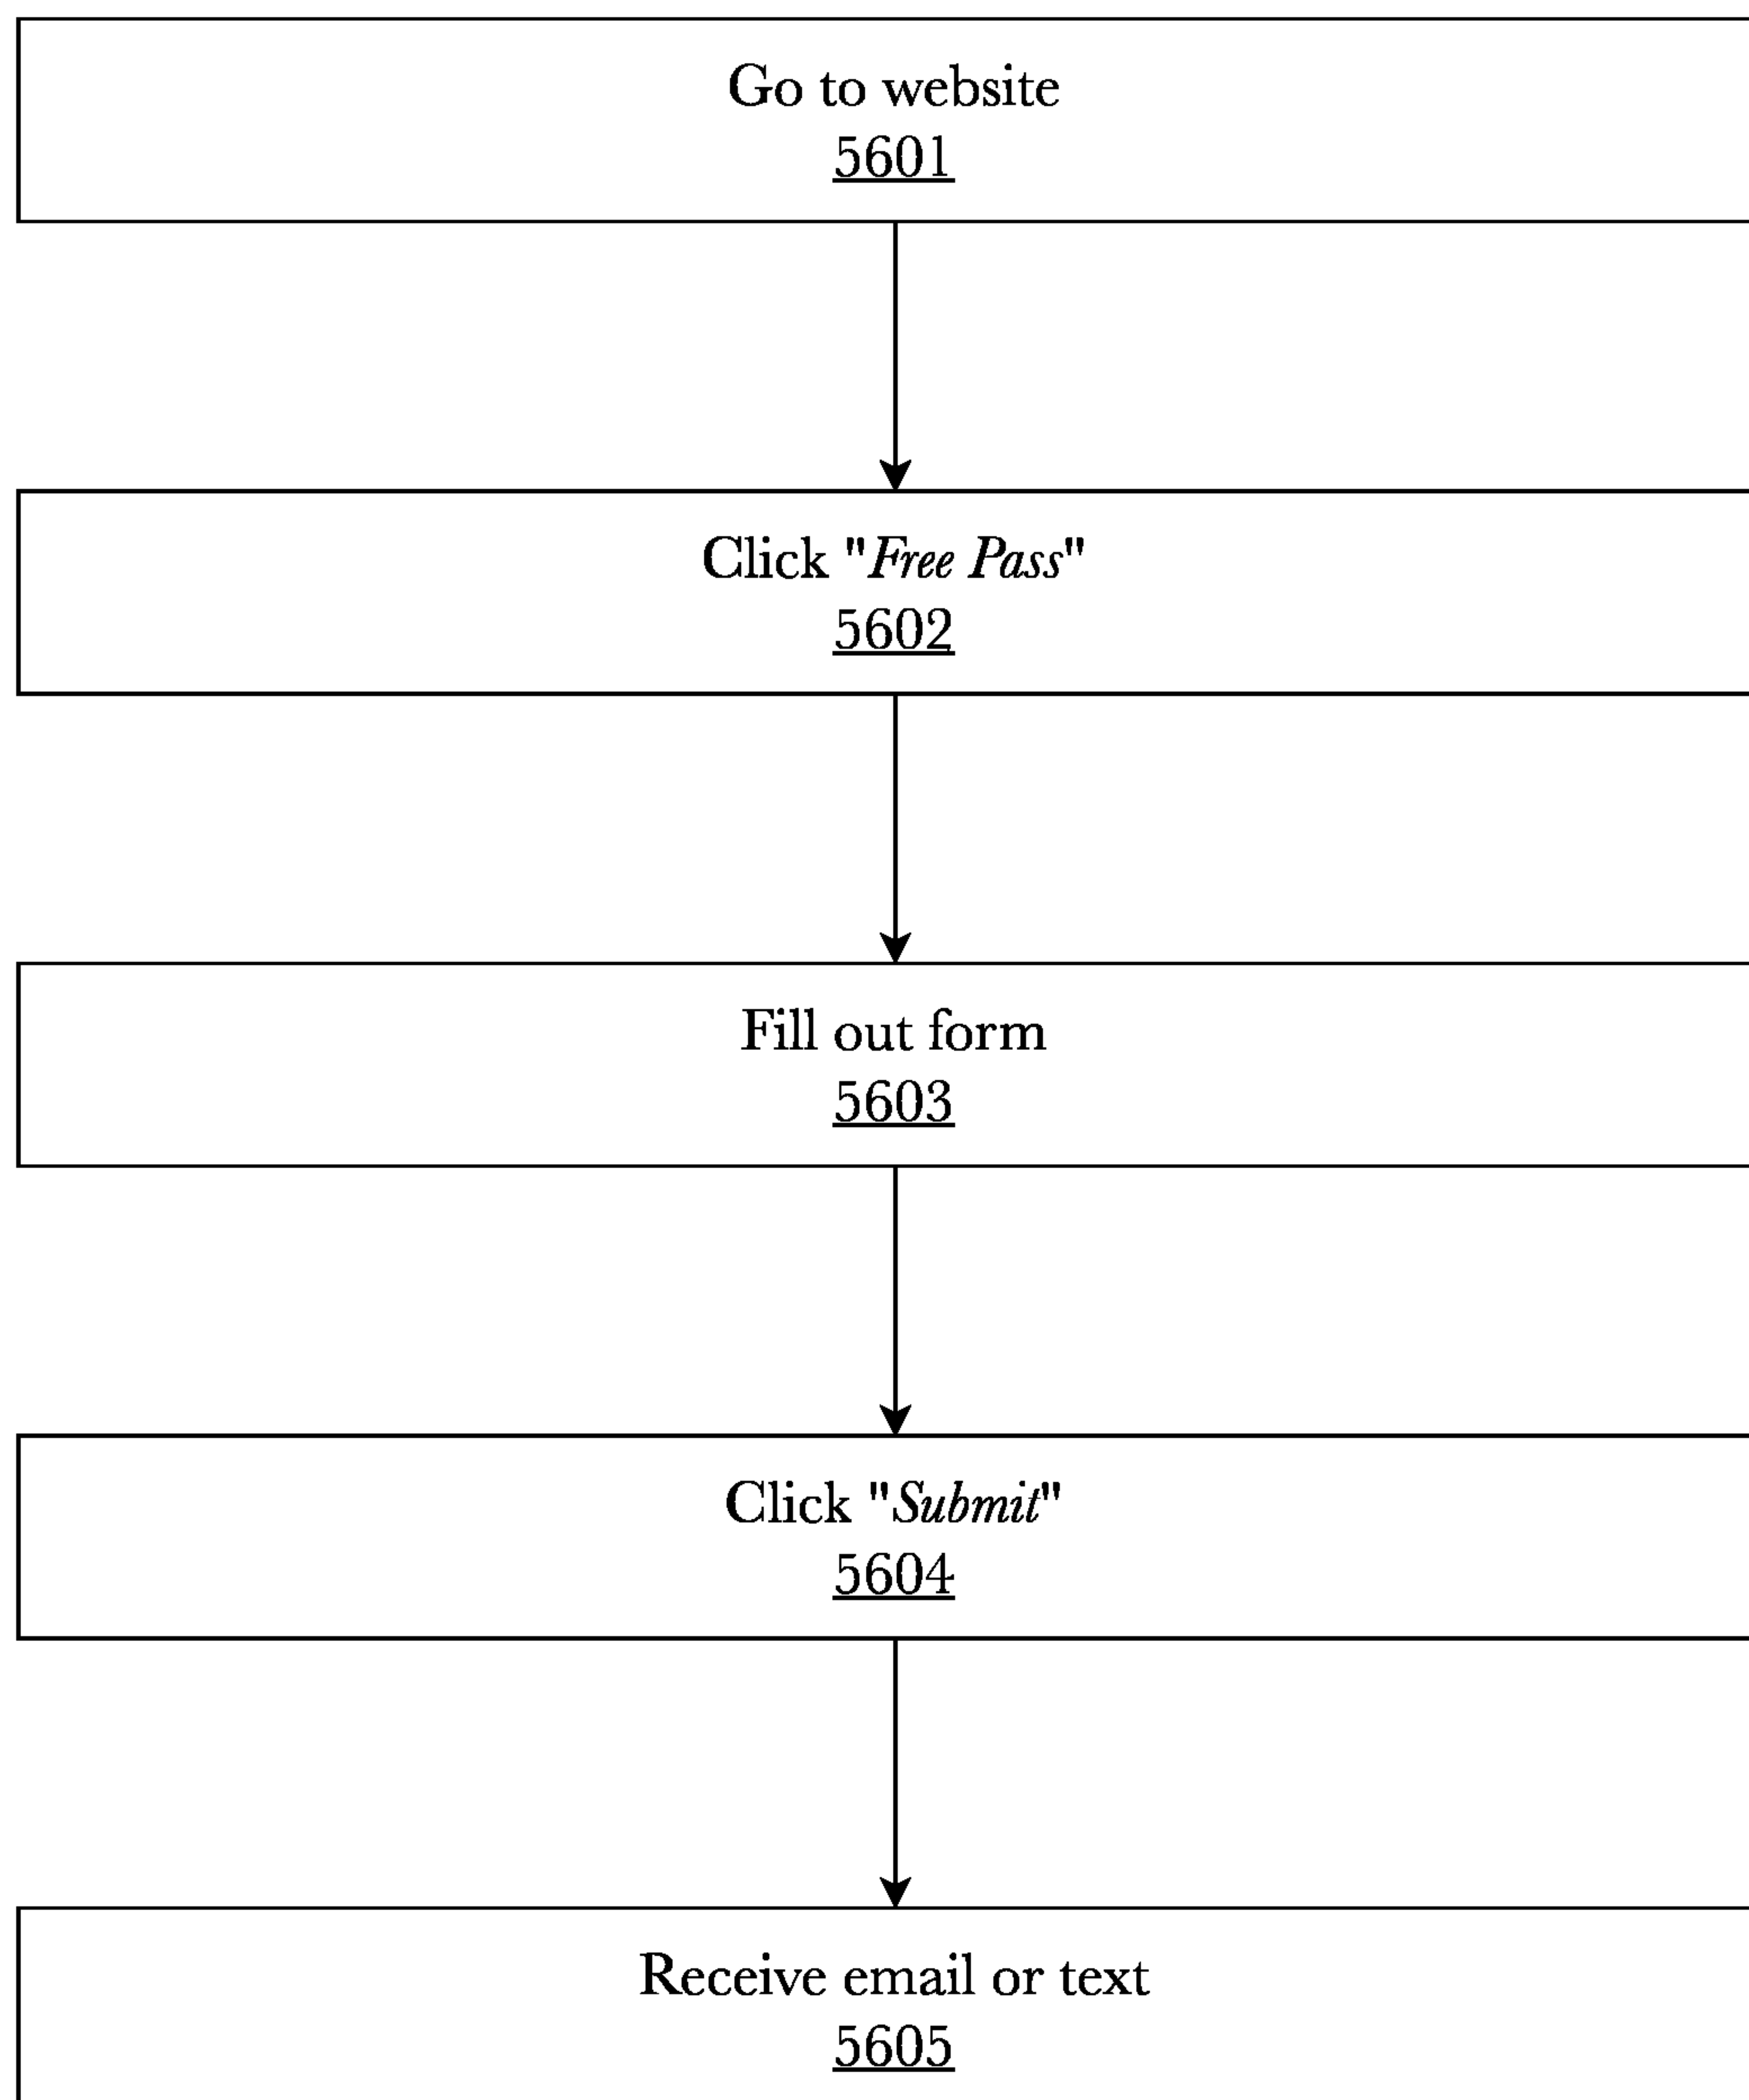 Go to website
5601
Click "Free Pass"
5602
Fill out form
5603
Click "Submit"
5604
Receive email or text
5605